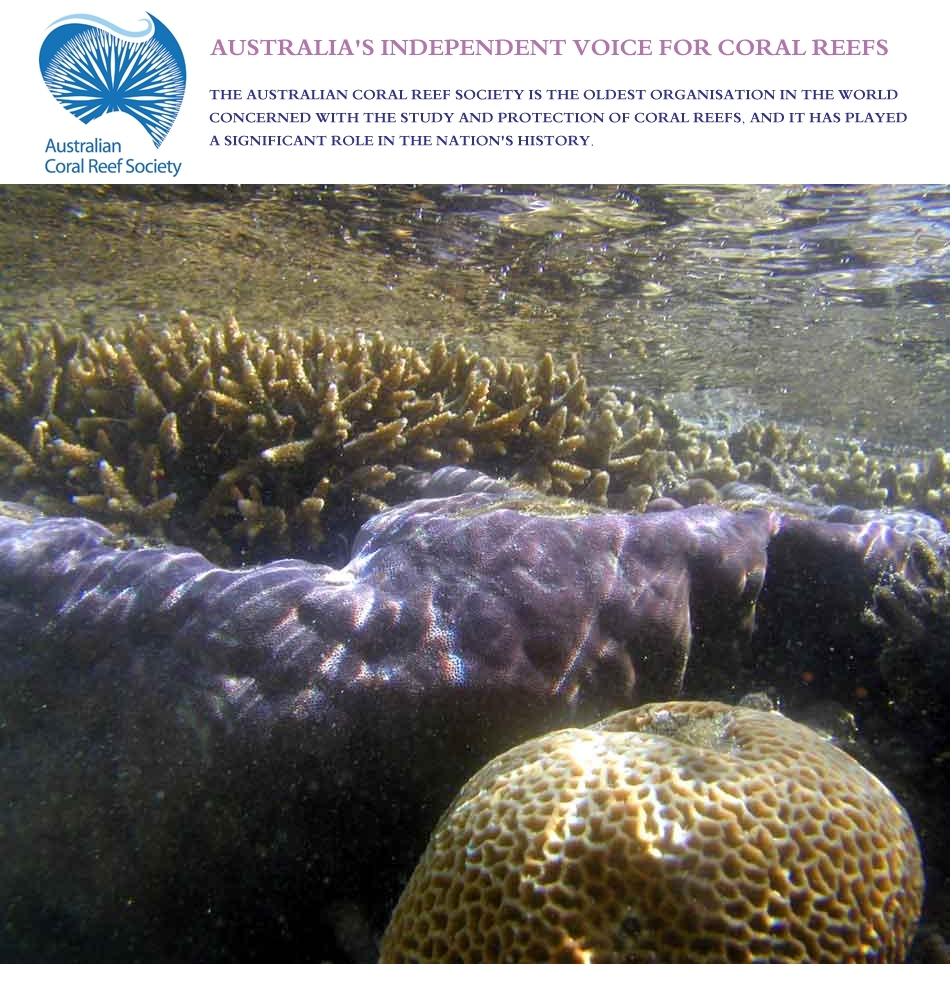 AUSTRALIA'S INDEPENDENT VOICE FOR CORAL REEFS
THE AUSTRALIAN CORAL REEF SOCIETY IS THE OLDEST ORGANISATION IN THE WORLD
CONCERNED WITH THE STUDY AND PROTECTION OF CORAL REEFS, AND IT HAS PLAYED
A SIGNIFICANT ROLE IN THE NATION'S HISTORY.
Australian
Coral Reef Society